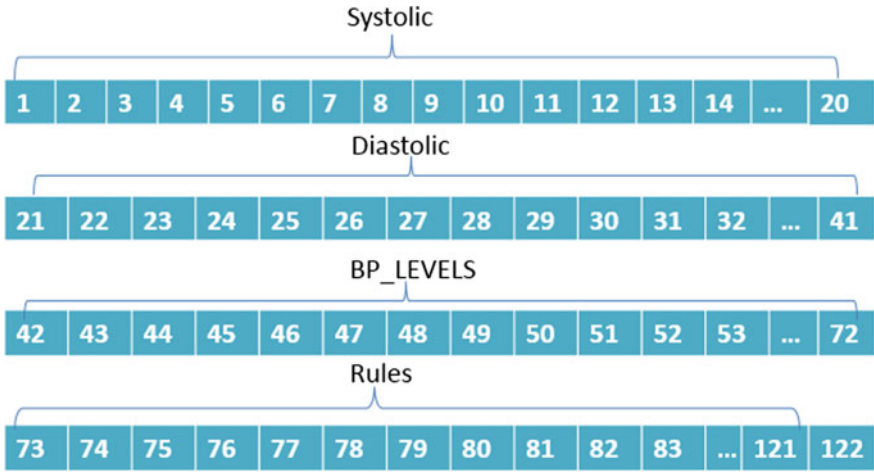 Systolic
1 2 3 4 5 6 7 8 9 10 11 12 13 14 ... 20
Diastolic
21 22 23 24 25 26 27 28 29 30 31 32 ... 41
BP_LEVELS
42 43 44 45 46 47 48 49 50 51 52 53 ... 72
Rules
73 74 75 76 77 78 79 80 81 82 83 ... 121 122